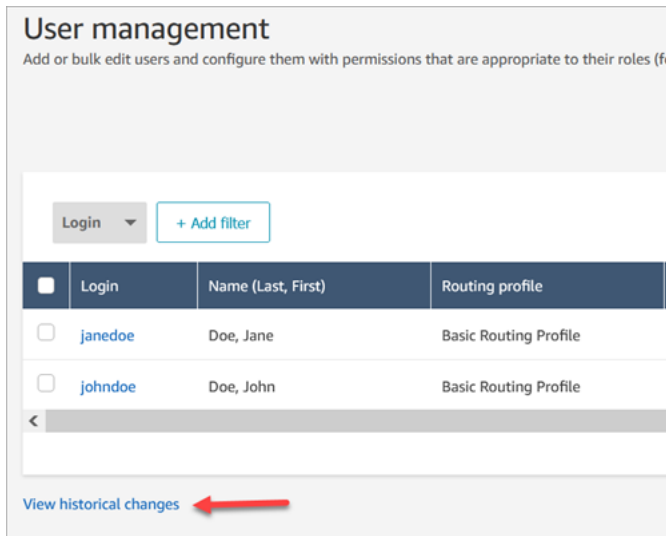 User management
Add or bulk edit users and configure them with permissions that are appropriate to their roles
Login
+ Add filter
Login Name (Last, First) Routing profile
janedoe Doe, Jane Basic Routing Profile
johndoe Doe, John Basic Routing Profile
View historical changes